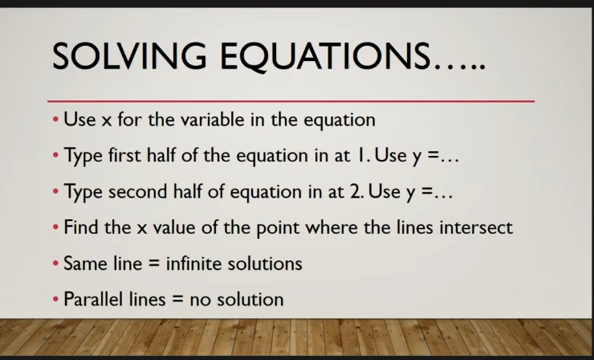 SOLVING EQUATIONS…..
• Use x for the variable in the equation
• Type first half of the equation in at 1. Use y =…
• Type second half of equation in at 2. Use y =…
• Find the x value of the point where the lines intersect
• Same line = infinite solutions
• Parallel lines = no solution